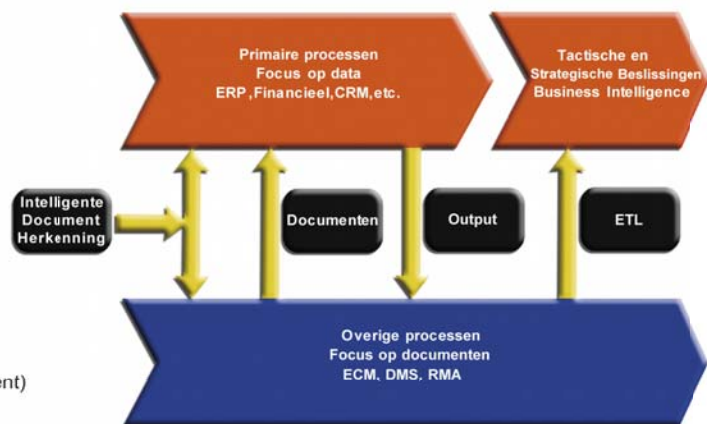 Primaire processen
Focus op data
ERP,Financieel,CRM,etc.
Tactische en
Strategische Beslissingen
Business Intelligence
Intelligente
Document
Herkenning
Documenten
Output
ETL
Overige processen
Focus op documenten
ECM, DMS, RMA